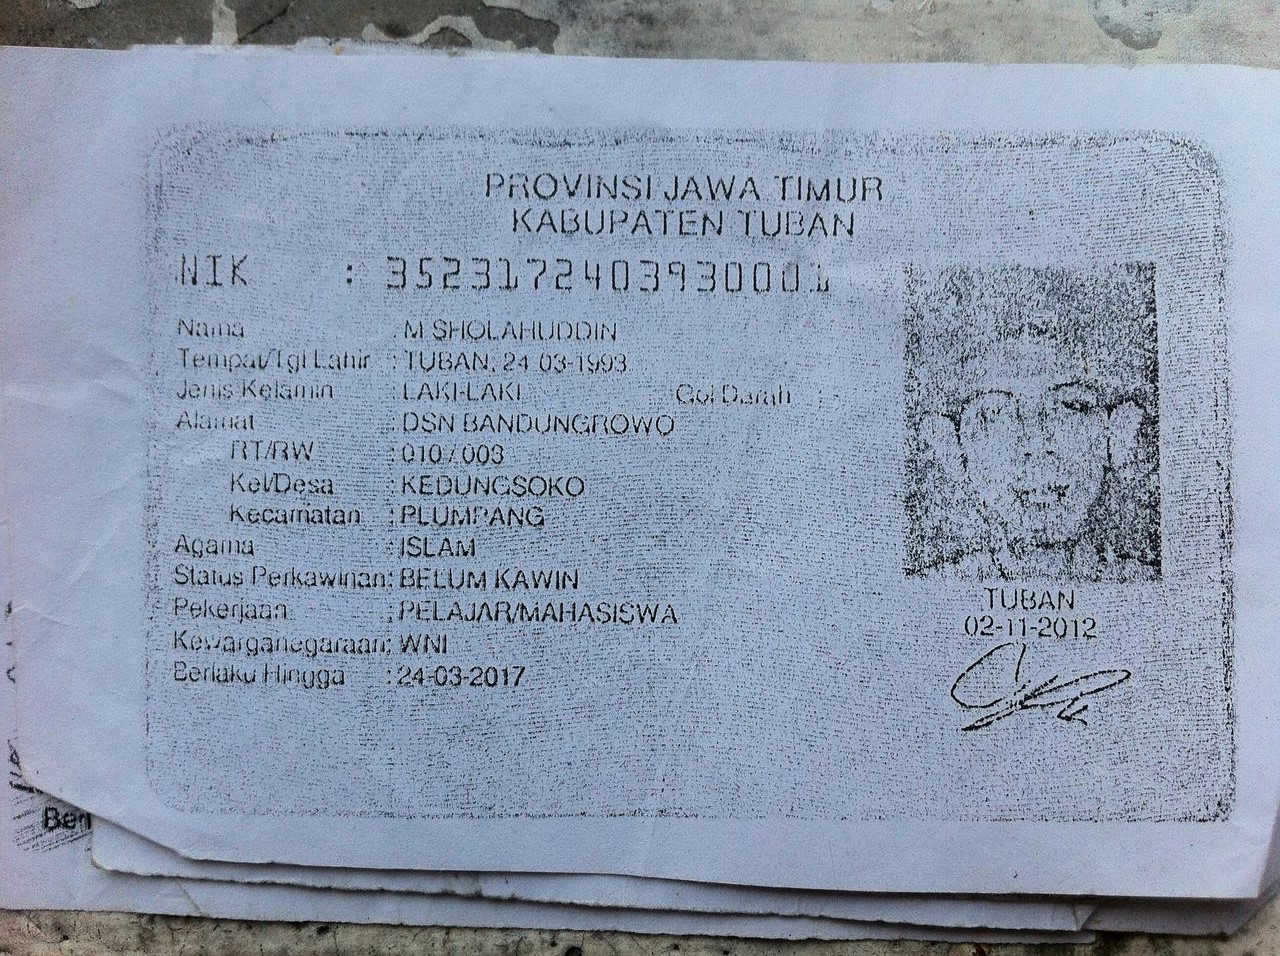 PROVINSI JAWA TIMUR
KABUPATEN TUBAN
NIK : 3523172403930001
Nama : M SHOLAHUDDIN
Tempat/Tgl Lahir : TUBAN, 24-03-1993
Jenis Kelamin : LAKI-LAKI Gol Darah
Alamat : DSN BANDUNGROWO
RT/RW : 010 / 003
Kel/Desa : KEDUNGSOKO
Kecamatan : PLUMPANG
Agama : ISLAM
Status Perkawinan: BELUM KAWIN
Pekerjaan : PELAJAR/MAHASISWA
Kewarganegaraan: WNI
Berlaku Hingga : 24-03-2017
TUBAN
02-11-2012